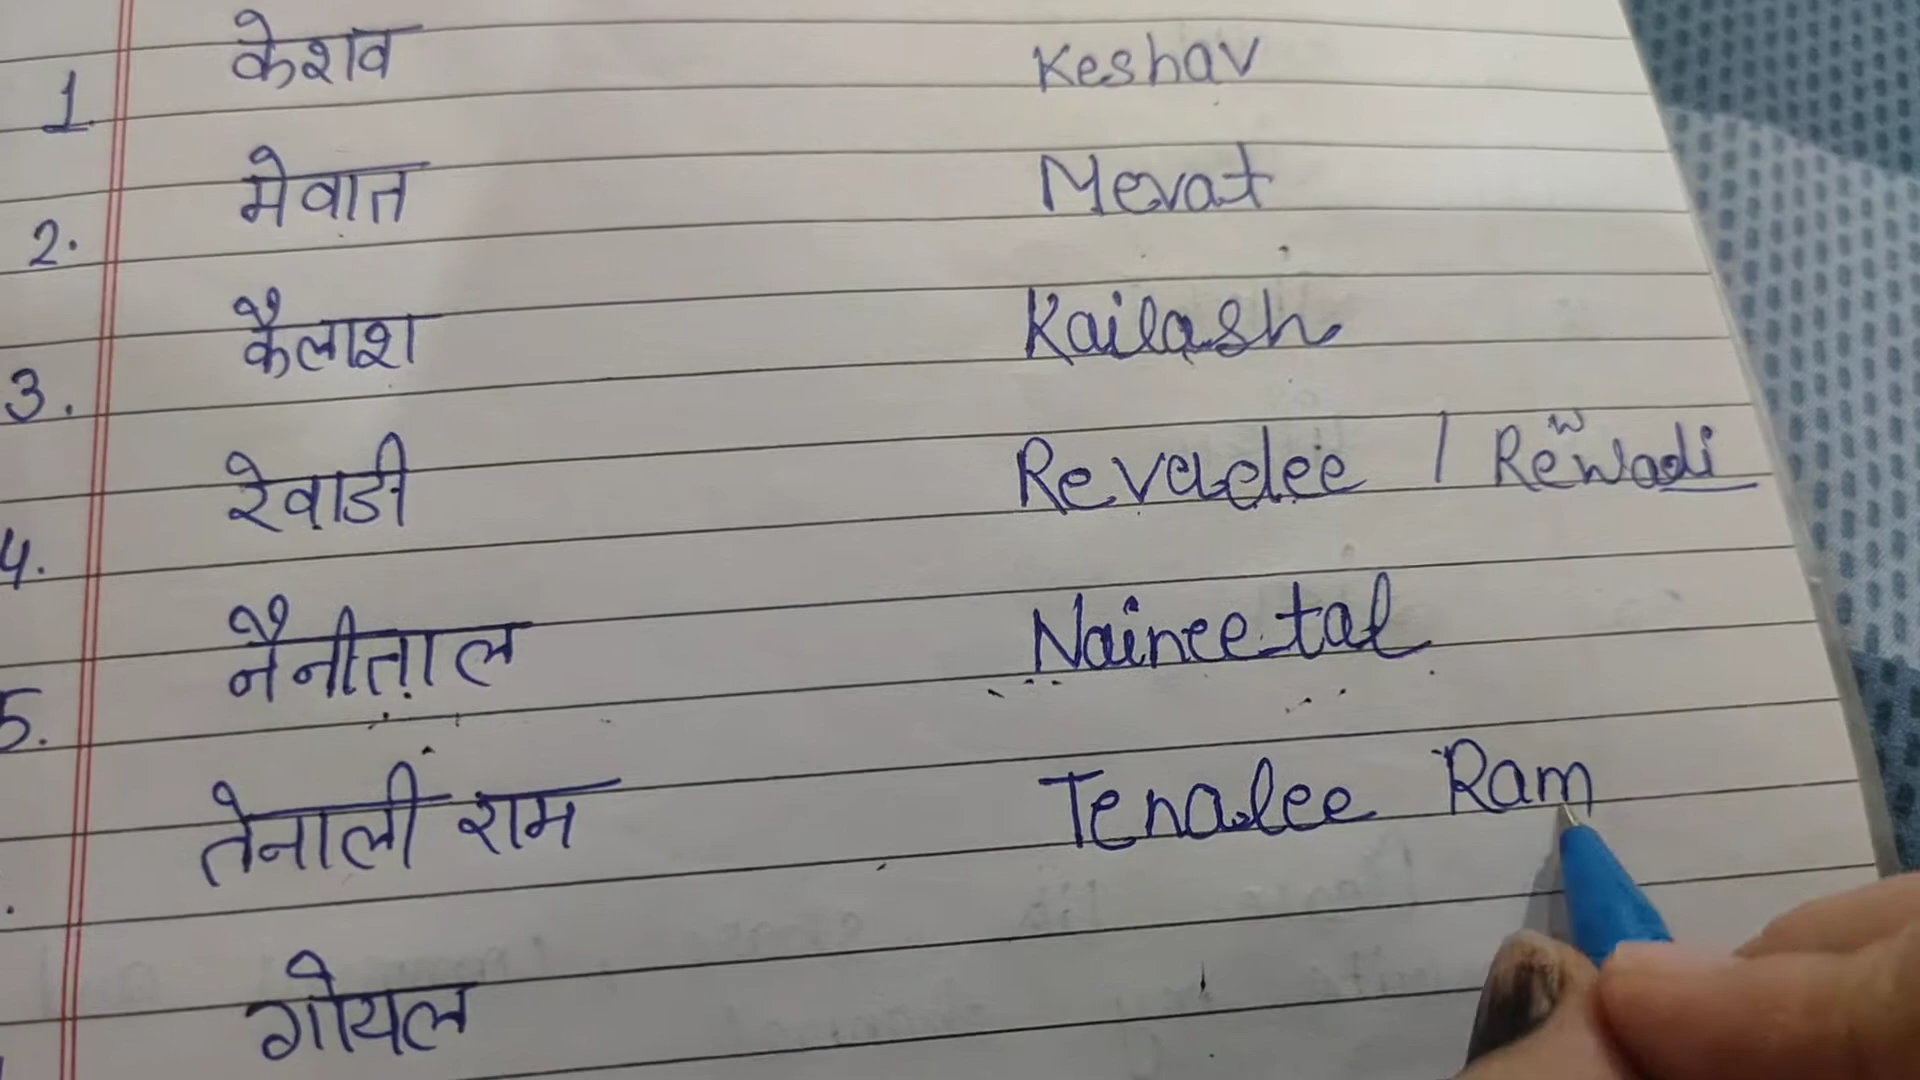 1. केशव Keshav
2. मेवात Mevat
3. कैलाश Kailash
4. रेवाडी Revadee / Rewadi
5. नैनीताल Naineetal
तेनाली राम Tenalee Ram
गोयल